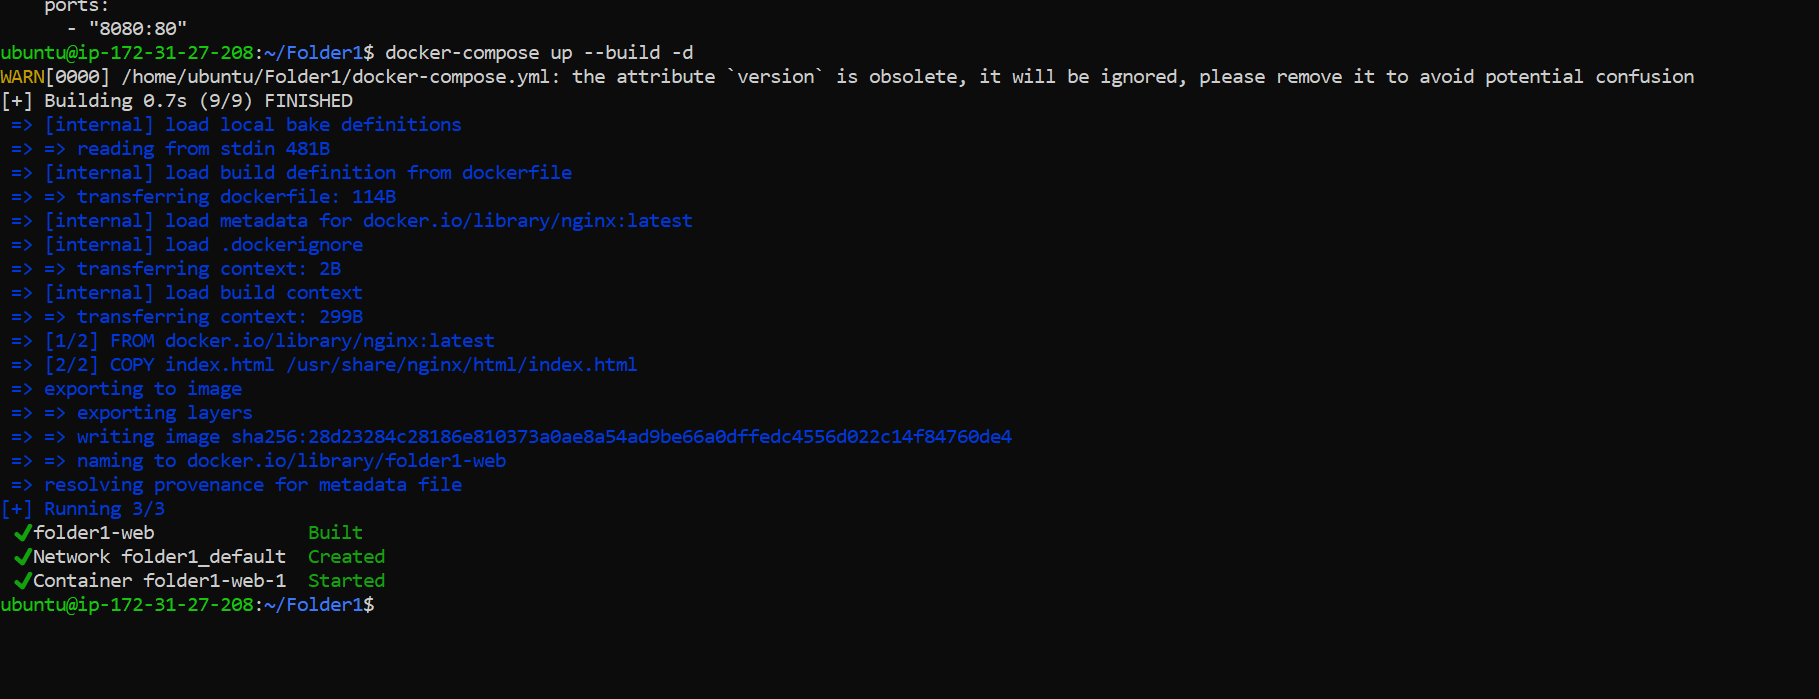 ports:
- "8080:80"
ubuntu@ip-172-31-27-208:~/Folder1$ docker-compose up --build -d
WARN[0000] /home/ubuntu/Folder1/docker-compose.yml: the attribute `version` is obsolete, it will be ignored, please remove it to avoid potential confusion
[+] Building 0.7s (9/9) FINISHED
=> [internal] load local bake definitions
=> => reading from stdin 481B
=> [internal] load build definition from dockerfile
=> => transferring dockerfile: 114B
=> [internal] load metadata for docker.io/library/nginx:latest
=> [internal] load .dockerignore
=> => transferring context: 2B
=> [internal] load build context
=> => transferring context: 299B
=> [1/2] FROM docker.io/library/nginx:latest
=> [2/2] COPY index.html /usr/share/nginx/html/index.html
=> exporting to image
=> => exporting layers
=> => writing image sha256:28d23284c28186e810373a0ae8a54ad9be66a0dffedc4556d022c14f84760de4
=> => naming to docker.io/library/folder1-web
=> resolving provenance for metadata file
[+] Running 3/3
✔folder1-web Built
✔Network folder1_default Created
✔Container folder1-web-1 Started
ubuntu@ip-172-31-27-208:~/Folder1$